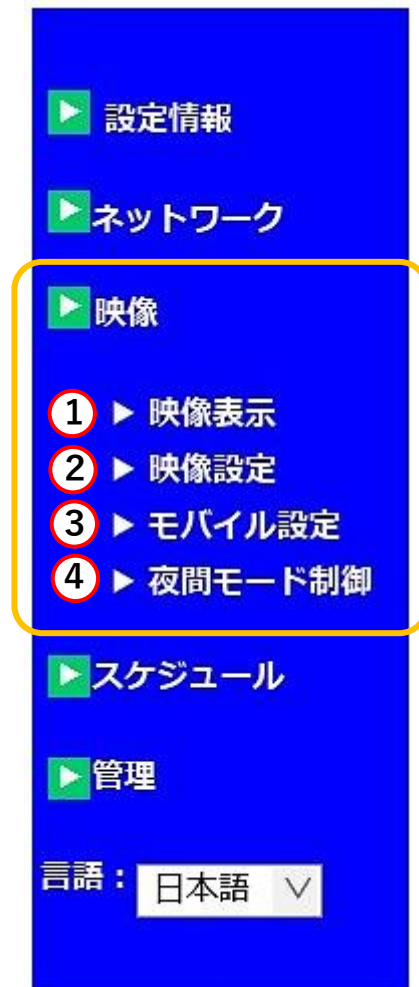 設定情報
ネットワーク
映像
1 ▶ 映像表示
2 ▶ 映像設定
3 ▶ モバイル設定
4 ▶ 夜間モード制御
スケジュール
管理
言語： 日本語